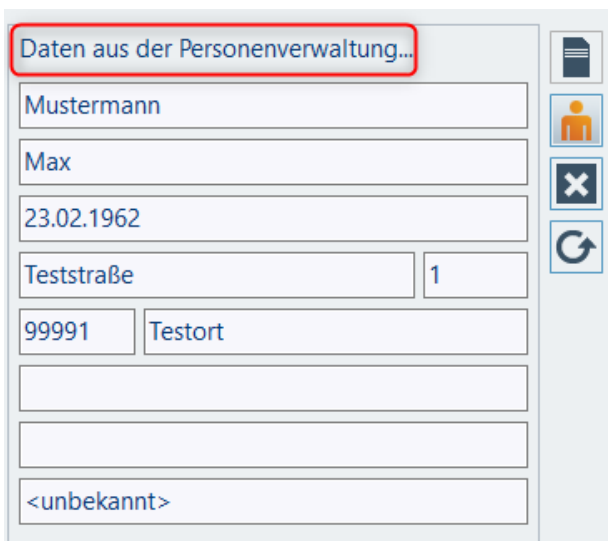 Daten aus der Personenverwaltung...
Mustermann
Max
23.02.1962
Teststraße 1
99991 Testort
<unbekannt>